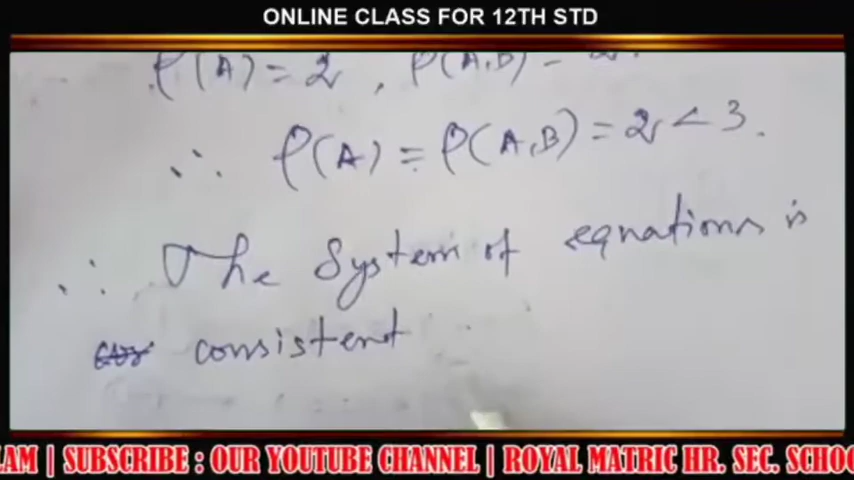 ONLINE CLASS FOR 12TH STD
ρ(A) = 2, ρ(A,B) = 2.
∴ ρ(A) = ρ(A,B) = 2 < 3.
∴ The System of equations is
consistent
LAM | SUBSCRIBE : OUR YOUTUBE CHANNEL | ROYAL MATRIC HR. SEC. SCHOO